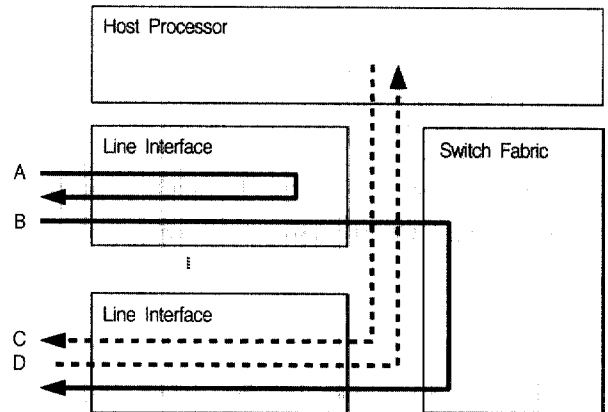 Host Processor
Line Interface
Switch Fabric
A
B
Line Interface
C
D